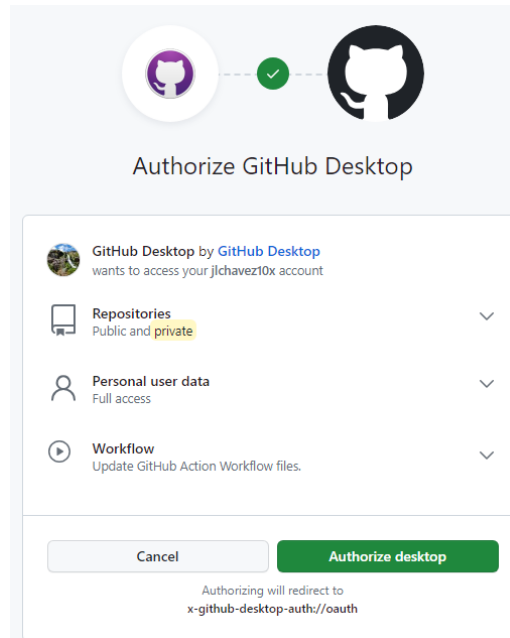 Authorize GitHub Desktop
GitHub Desktop by GitHub Desktop
wants to access your jlchavez10x account
Repositories
Public and private
Personal user data
Full access
Workflow
Update GitHub Action Workflow files.
Cancel
Authorize desktop
Authorizing will redirect to
x-github-desktop-auth://oauth